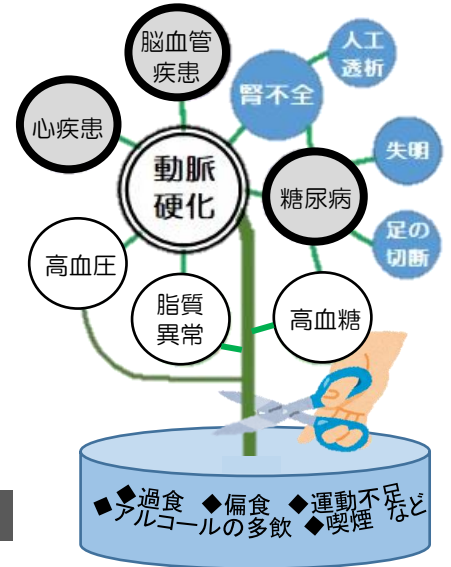 脳血管
疾患
人工
透析
腎不全
心疾患
動脈
硬化
失明
糖尿病
足の
切断
高血圧
脂質
異常
高血糖
◆過食 ◆偏食 ◆運動不足
◆アルコールの多飲 ◆喫煙 など